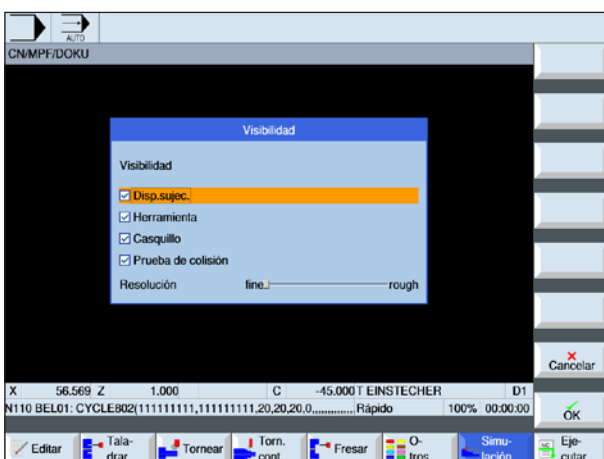 AUTO
CN/MPF/DOKU
Visibilidad
Visibilidad
Disp.sujec.
Herramienta
Casquillo
Prueba de colisión
Resolución fine rough
Cancelar
X 56.569 Z 1.000 C -45.000 T EINSTECHER D1
N110 BEL01: CYCLE802(111111111,111111111,20,20,20,0,,,,,,,,,,,,, Rápido 100% 00:00:00
OK
Editar
Tala-
drar
Tornear
Torn.
cont.
Fresar
O-
tros
Simu-
lación
NC
Eje-
cutar